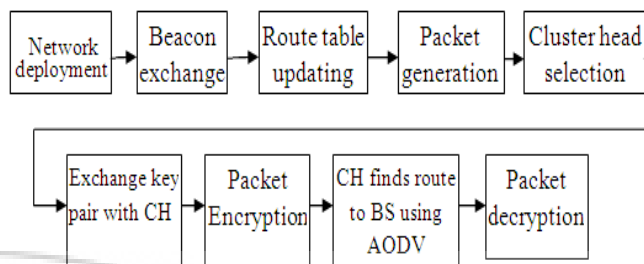 Network
deployment
Beacon
exchange
Route table
updating
Packet
generation
Cluster head
selection
Exchange key
pair with CH
Packet
Encryption
CH finds route
to BS using
AODV
Packet
decryption